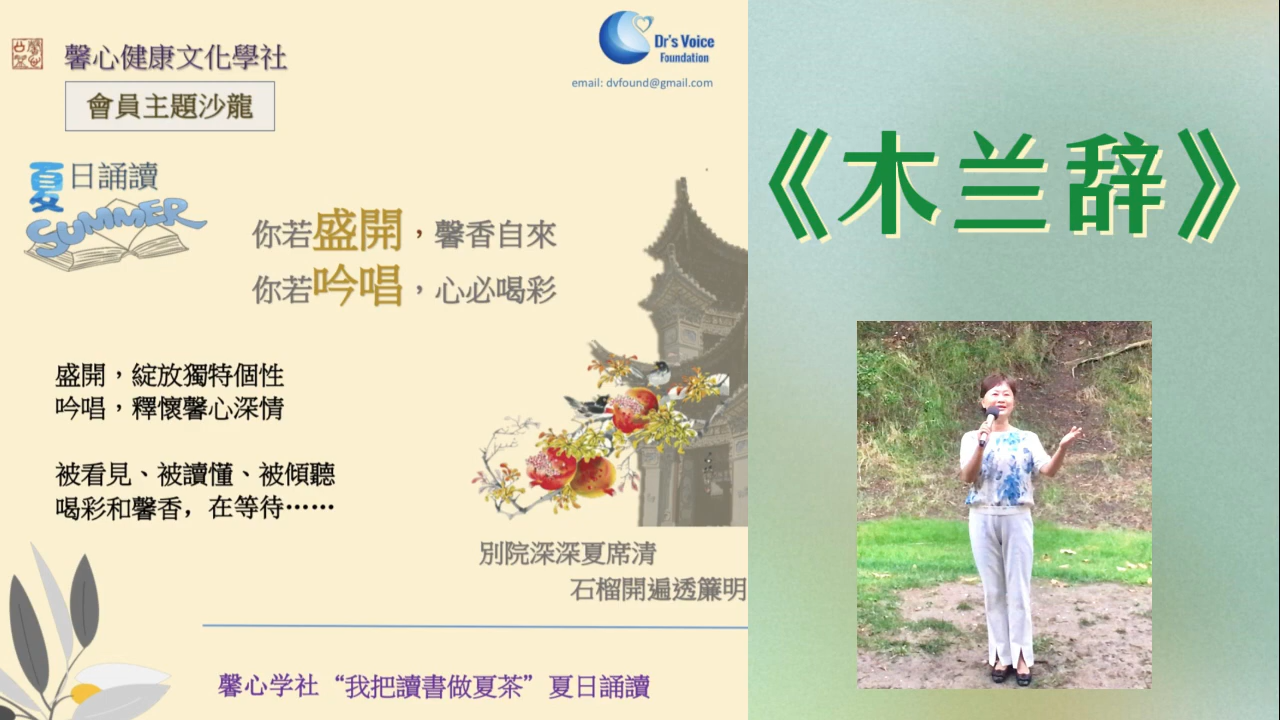 馨心健康文化學社
會員主題沙龍
Dr's Voice
Foundation
email: dvfound@gmail.com
夏日誦讀
SUMMER
你若盛開，馨香自來
你若吟唱，心必喝彩
盛開，綻放獨特個性
吟唱，釋懷馨心深情
被看見、被讀懂、被傾聽
喝彩和馨香，在等待……
別院深深夏席清
石榴開遍透簾明
馨心学社“我把讀書做夏茶”夏日誦讀
《木兰辞》